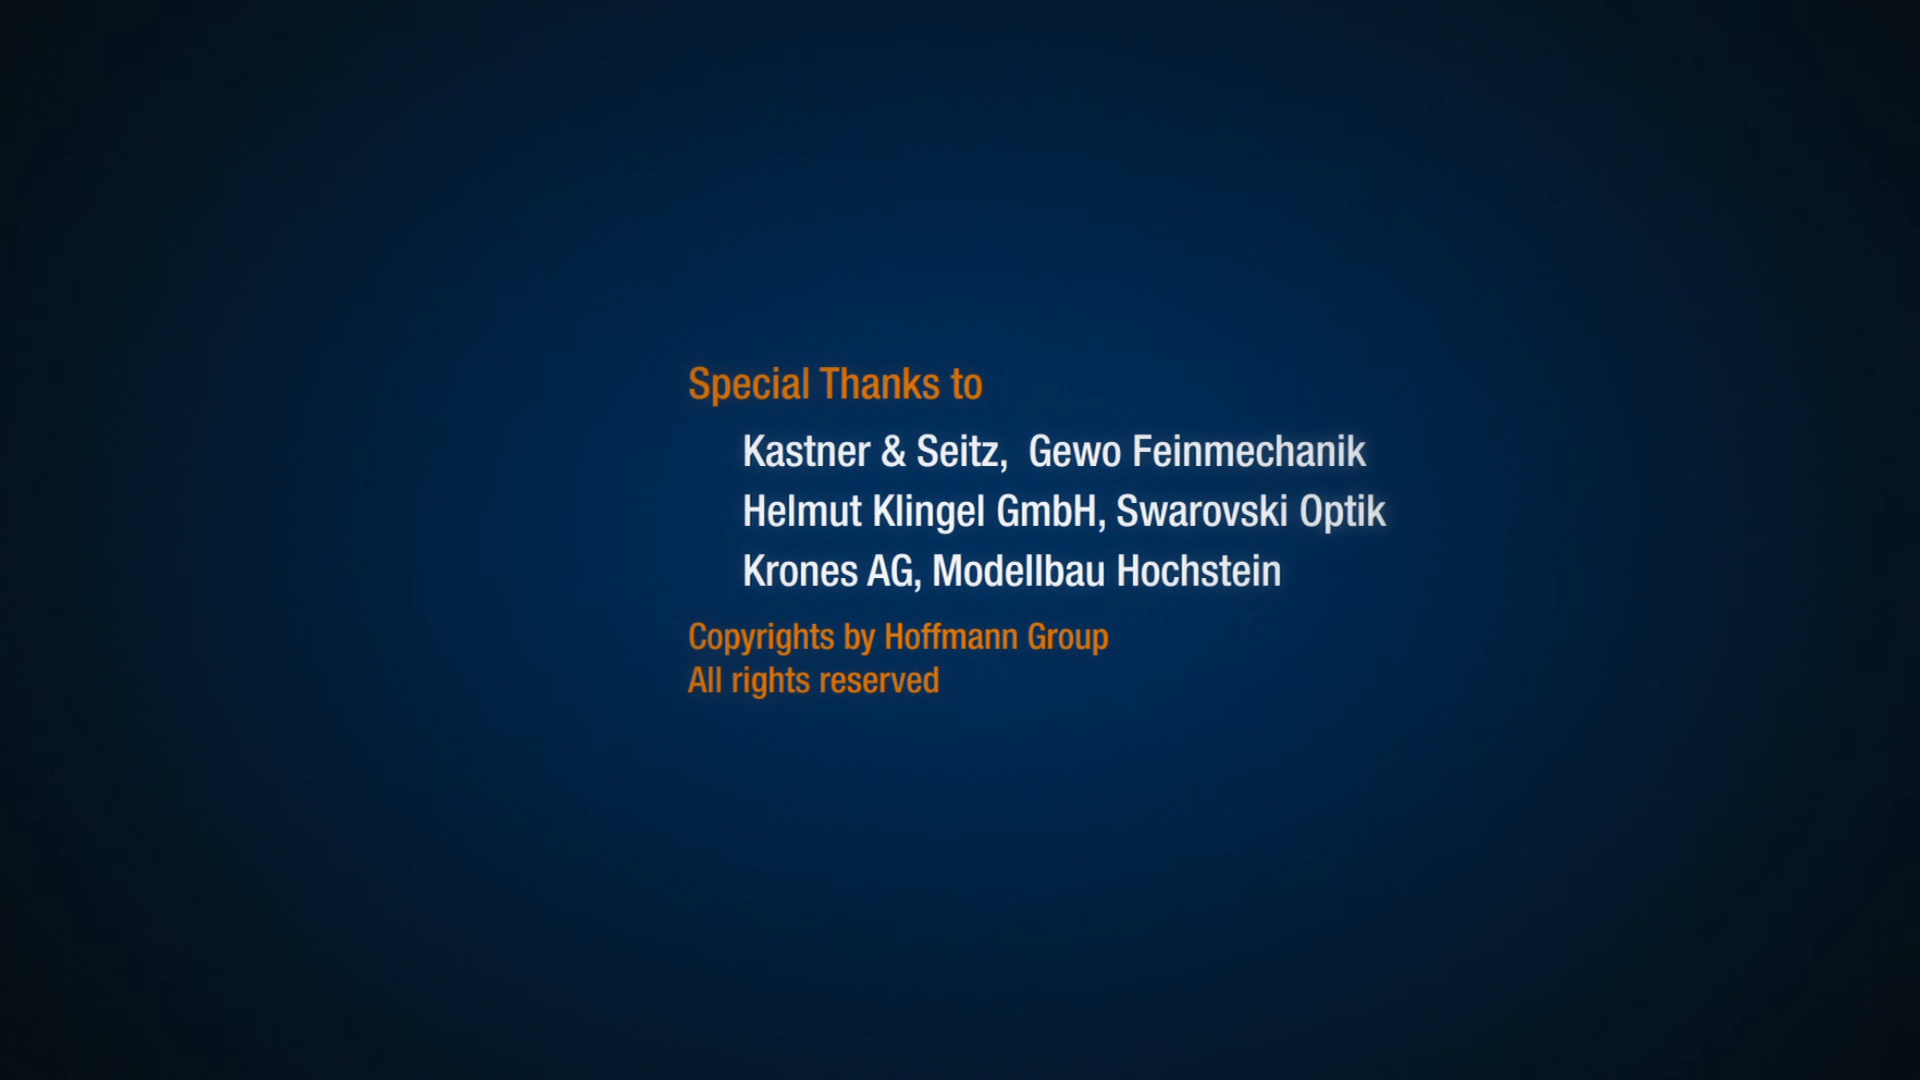 Special Thanks to
Kastner & Seitz,  Gewo Feinmechanik
Helmut Klingel GmbH, Swarovski Optik
Krones AG, Modellbau Hochstein
Copyrights by Hoffmann Group
All rights reserved